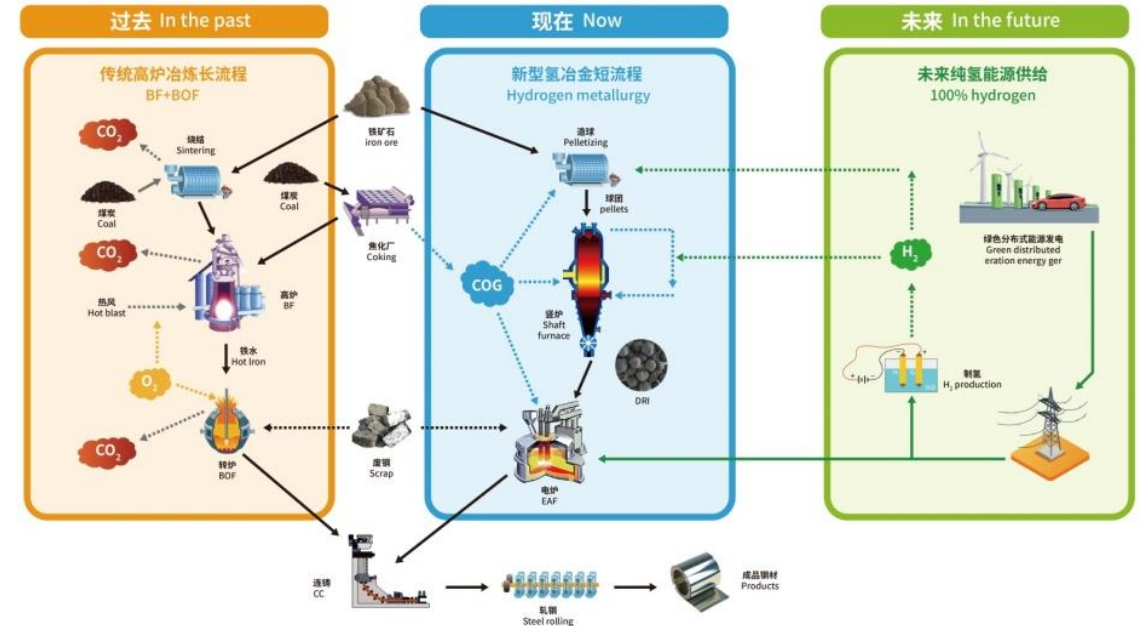 过去 In the past
现在 Now
未来 In the future
传统高炉冶炼长流程
BF+BOF
CO2
烧结
Sintering
煤炭
Coal
煤炭
Coal
CO2
热风
Hot blast
高炉
BF
铁水
Hot Iron
O2
CO2
转炉
BOF
铁矿石
iron ore
焦化厂
Coking
废钢
Scrap
新型氢冶金短流程
Hydrogen metallurgy
造球
Pelletizing
球团
pellets
COG
竖炉
Shaft
furnace
DRI
电炉
EAF
未来纯氢能源供给
100% hydrogen
H2
绿色分布式能源发电
Green distributed
eration energy ger
制氢
H2 production
连铸
CC
轧钢
Steel rolling
成品钢材
Products